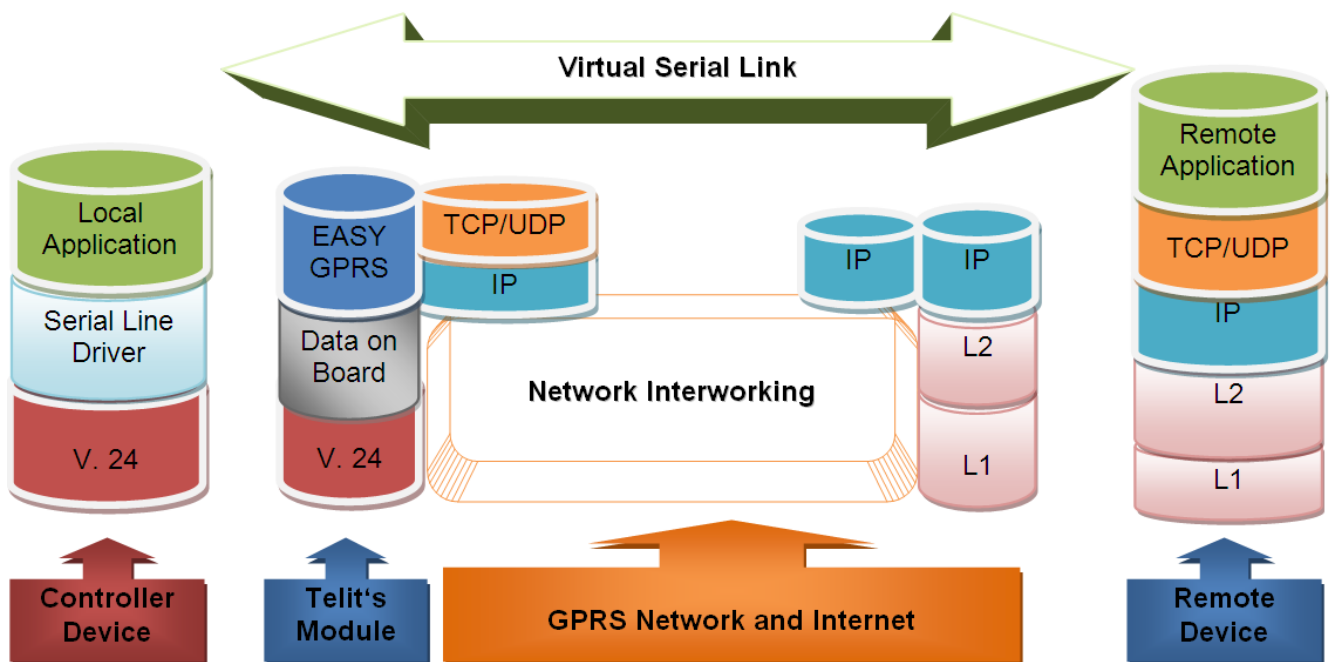 Virtual Serial Link
Local
Application
Serial Line
Driver
V. 24
EASY
GPRS
Data on
Board
V. 24
TCP/UDP
IP
Network Interworking
IP
IP
L2
L1
Remote
Application
TCP/UDP
IP
L2
L1
Controller
Device
Telit‘s
Module
GPRS Network and Internet
Remote
Device